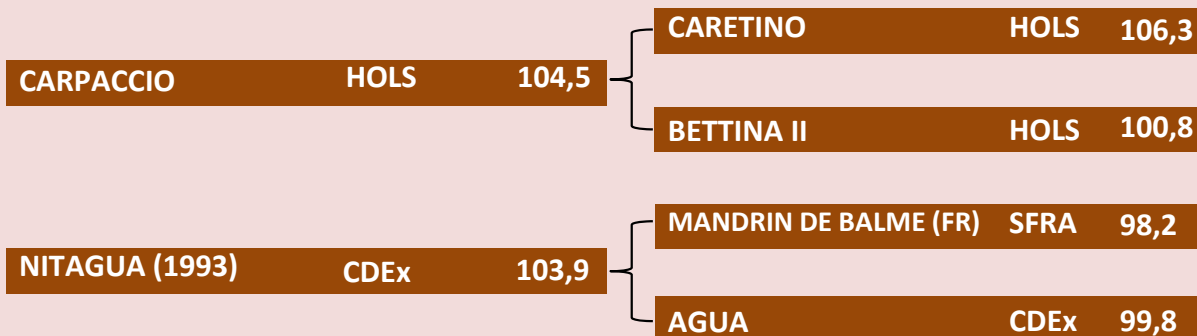 CARETINO HOLS 106,3
CARPACCIO HOLS 104,5
BETTINA II HOLS 100,8
MANDRIN DE BALME (FR) SFRA 98,2
NITAGUA (1993) CDEx 103,9
AGUA CDEx 99,8